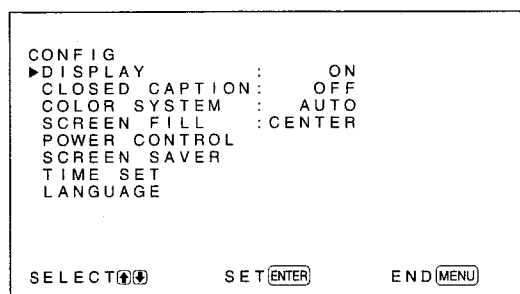 CONFIG
▶DISPLAY : ON
CLOSED CAPTION: OFF
COLOR SYSTEM : AUTO
SCREEN FILL :CENTER
POWER CONTROL
SCREEN SAVER
TIME SET
LANGUAGE
SELECT⬆⬇ SET ENTER END MENU